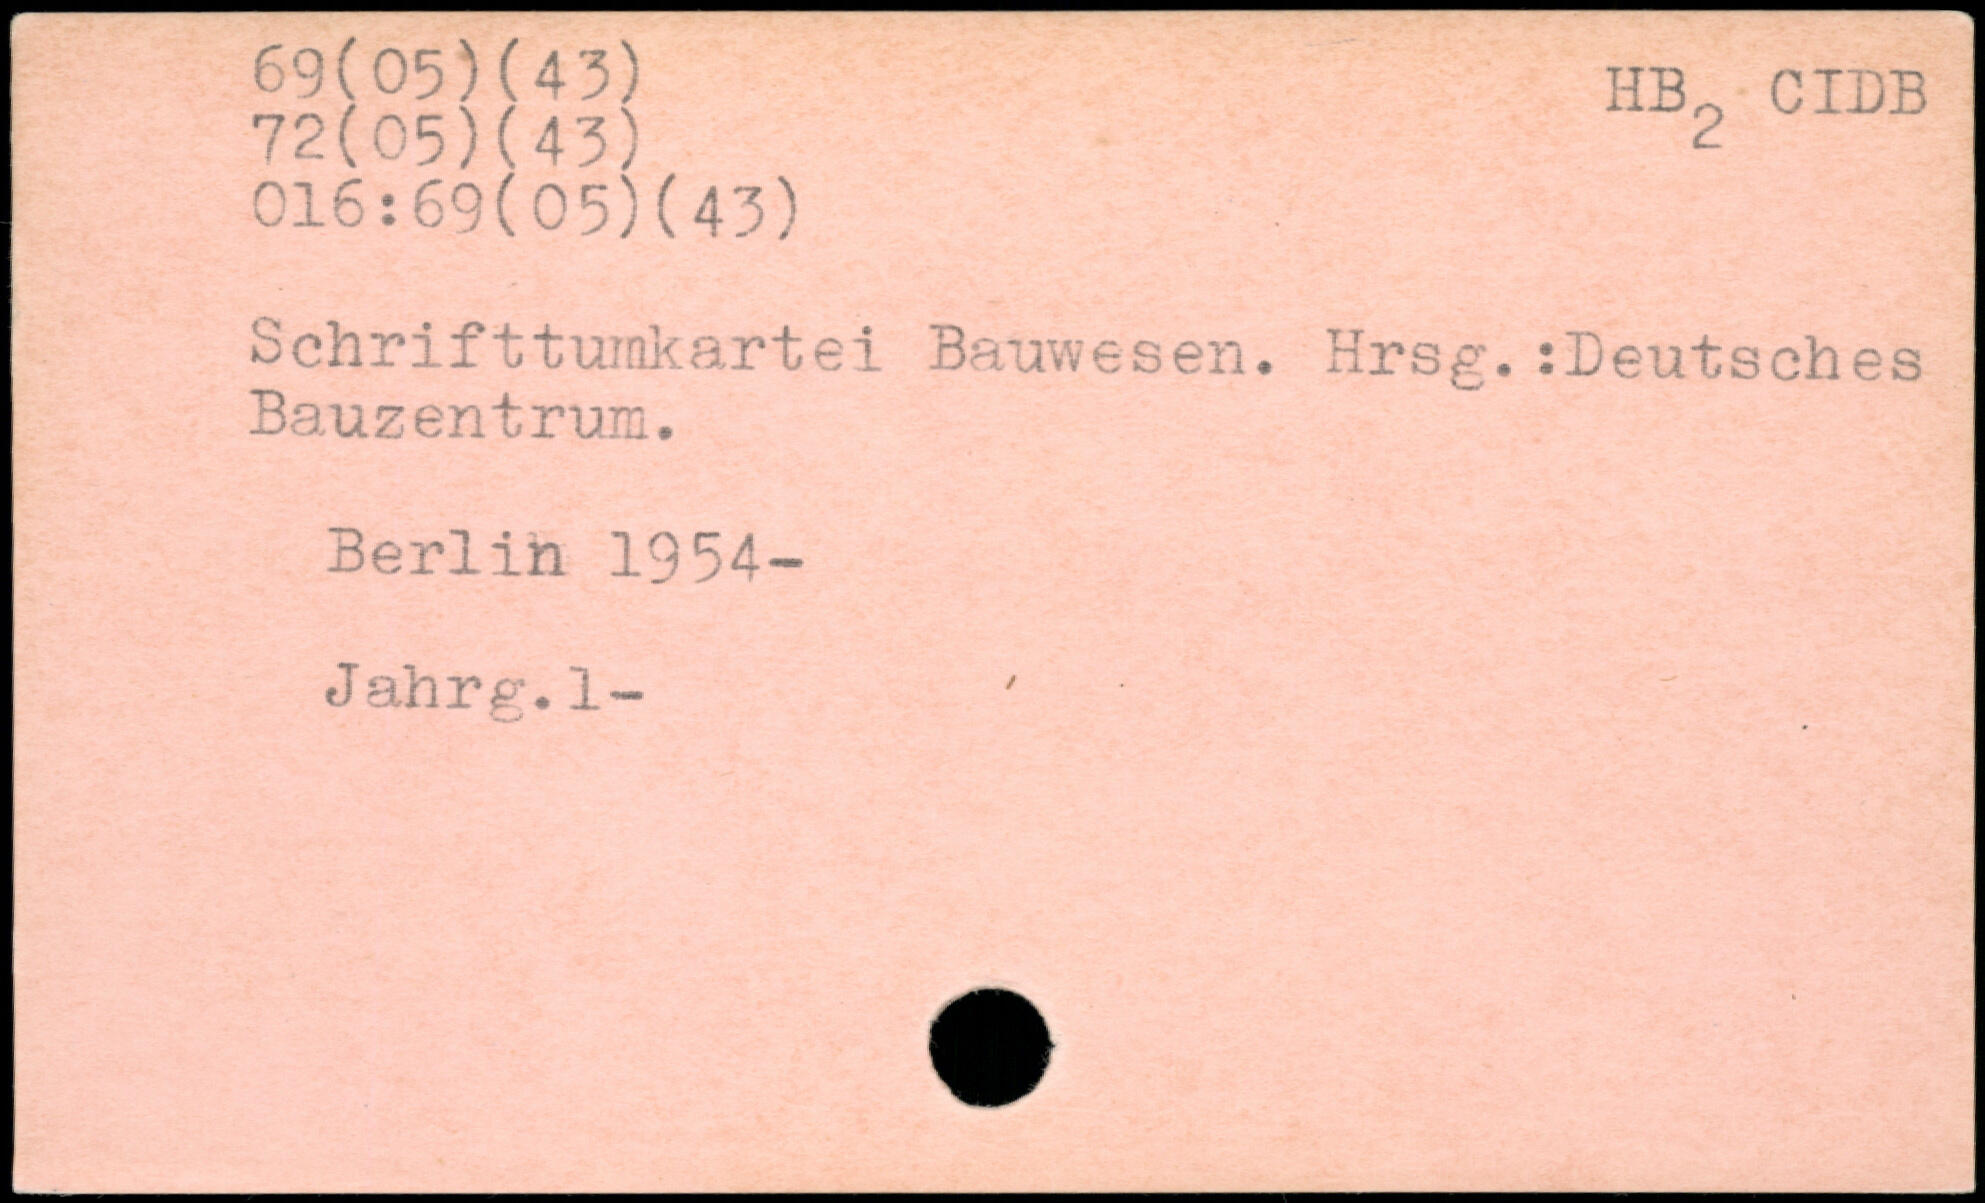 69(05)(43)
HB₂ CIDB
72(05)(43)
016:69(05)(43)
Schrifttumkartei Bauwesen. Hrsg.:Deutsches
Bauzentrum.
Berlin 1954-
Jahrg.1-